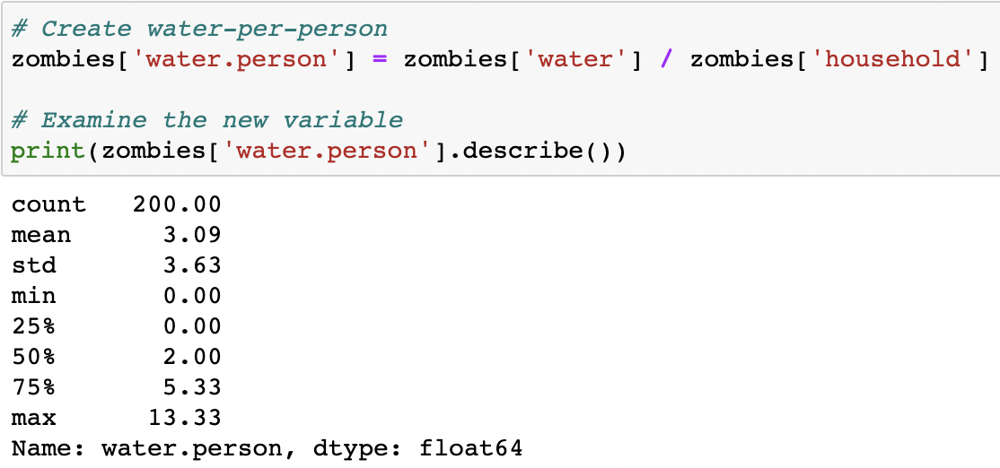 # Create water-per-person
zombies['water.person'] = zombies['water'] / zombies['household']
# Examine the new variable
print(zombies['water.person'].describe())
count 200.00
mean 3.09
std 3.63
min 0.00
25% 0.00
50% 2.00
75% 5.33
max 13.33
Name: water.person, dtype: float64